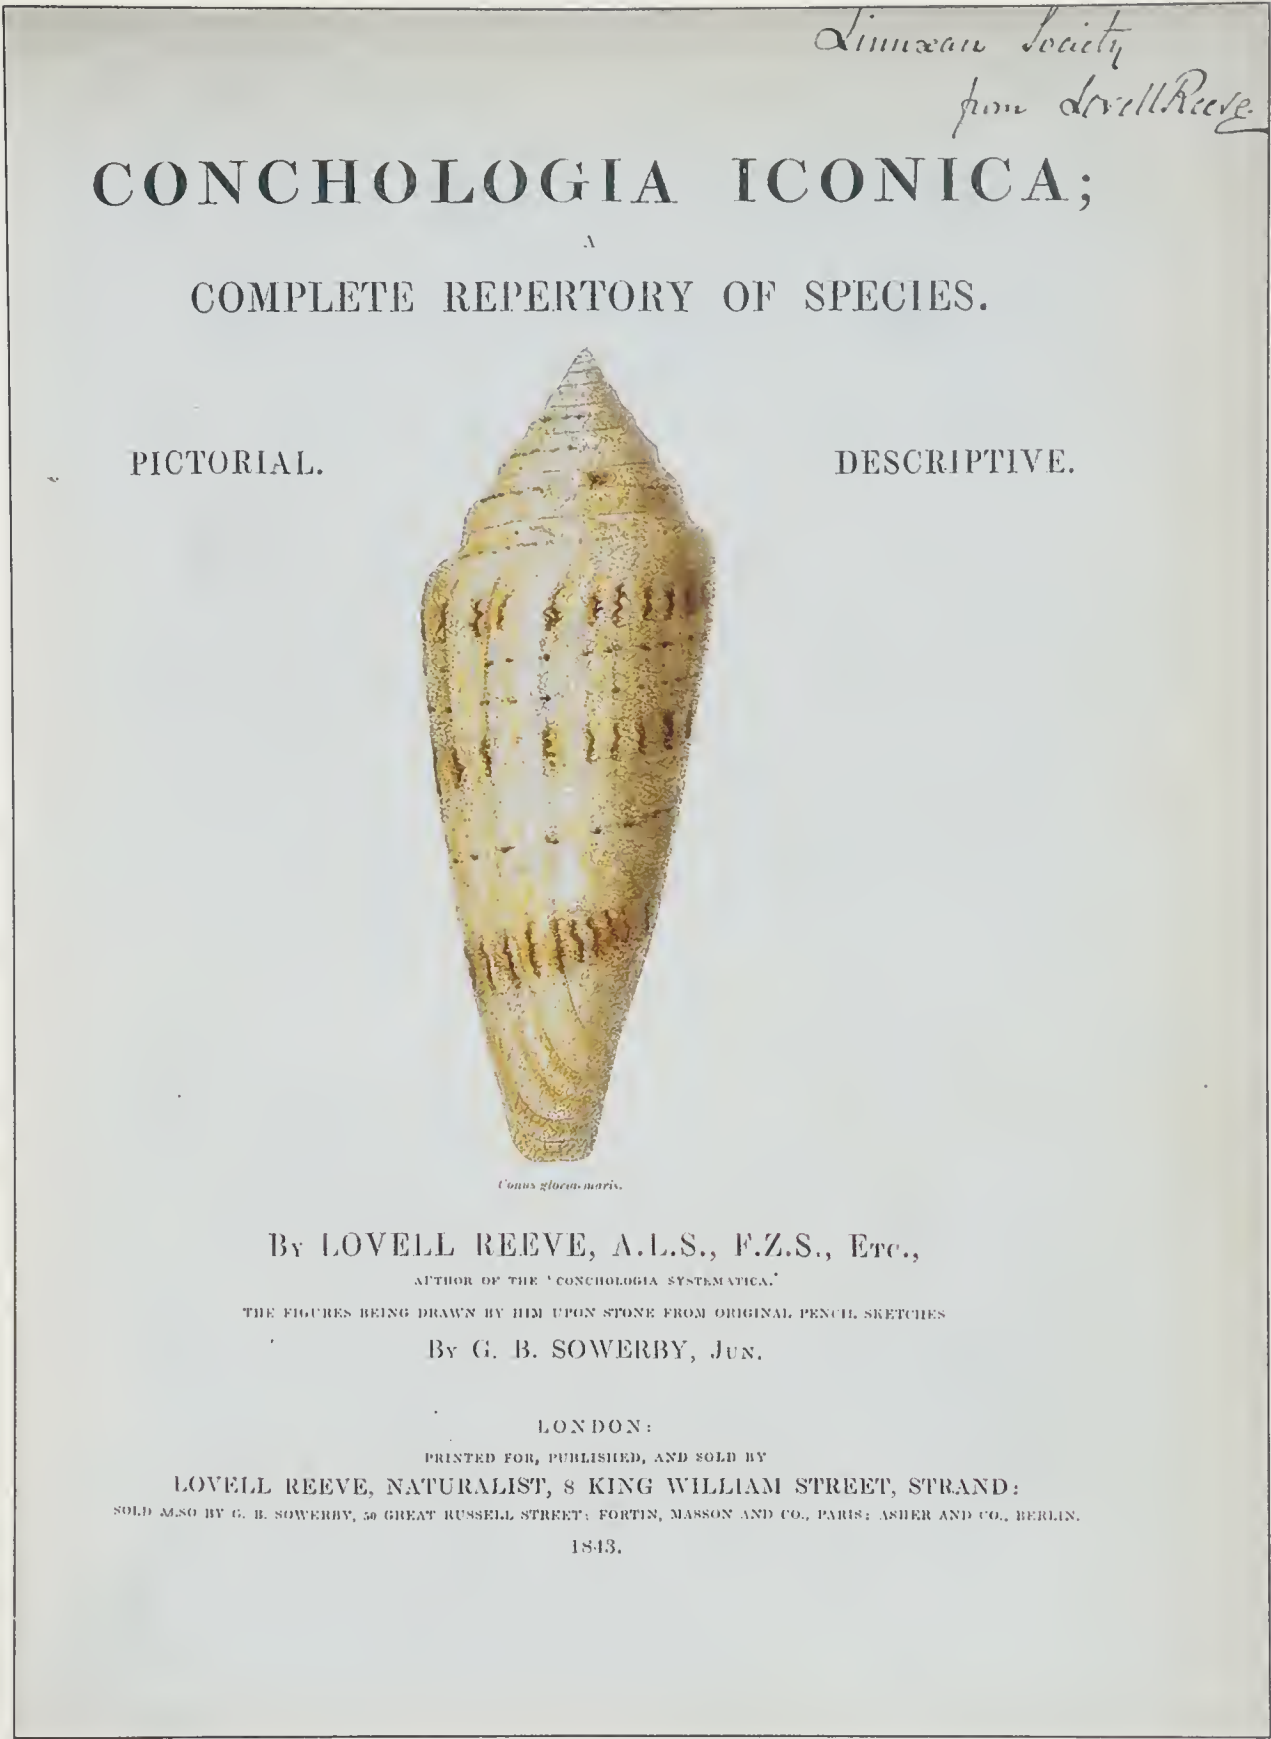 Linnæan Society
from Lovell Reeve.
CONCHOLOGIA ICONICA;
A
COMPLETE REPERTORY OF SPECIES.
PICTORIAL. DESCRIPTIVE.
Conus gloria-maris.
By LOVELL REEVE, A.L.S., F.Z.S., Etc.,
AUTHOR OF THE ‘CONCHOLOGIA SYSTEMATICA.’
THE FIGURES BEING DRAWN BY HIM UPON STONE FROM ORIGINAL PENCIL SKETCHES
By G. B. SOWERBY, Jun.
LONDON:
PRINTED FOR, PUBLISHED, AND SOLD BY
LOVELL REEVE, NATURALIST, 8 KING WILLIAM STREET, STRAND:
SOLD ALSO BY G. B. SOWERBY, 50 GREAT RUSSELL STREET; FORTIN, MASSON AND CO., PARIS; ASHER AND CO., BERLIN.
1843.